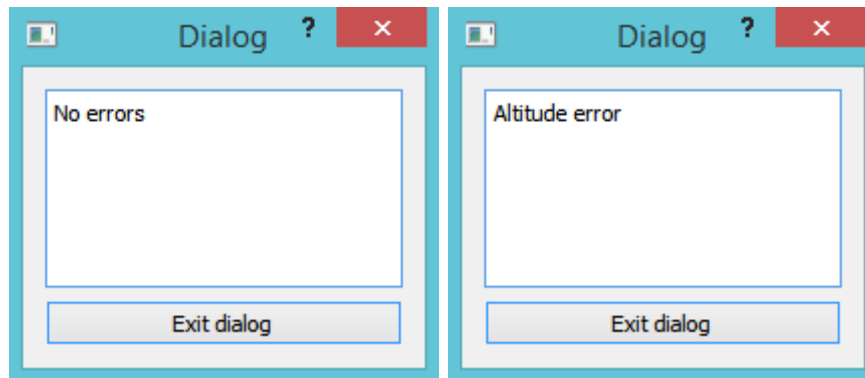 Dialog ? ×
No errors
Exit dialog
Dialog ? ×
Altitude error
Exit dialog